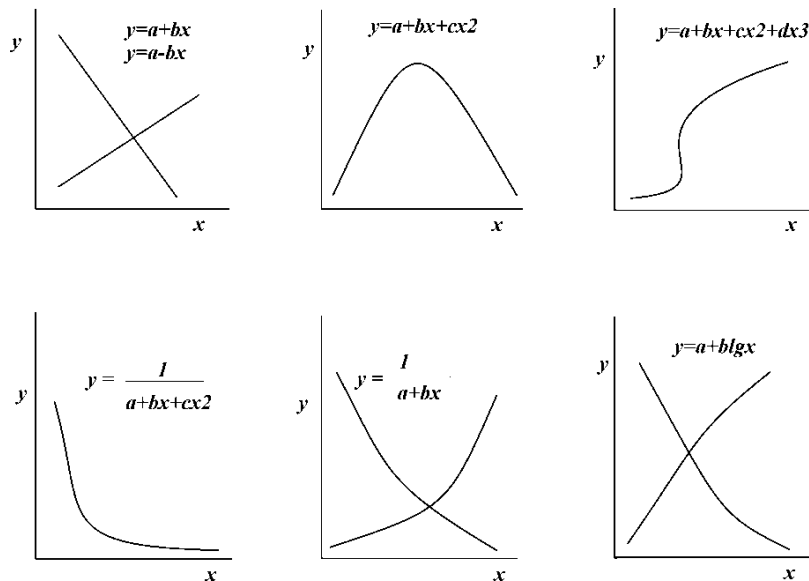 y
y=a+bx
y=a-bx
x
y
y=a+bx+cx2
x
y
y=a+bx+cx2+dx3
x
y
y = 1
a+bx+cx2
x
y
y = 1
a+bx
x
y
y=a+blgx
x